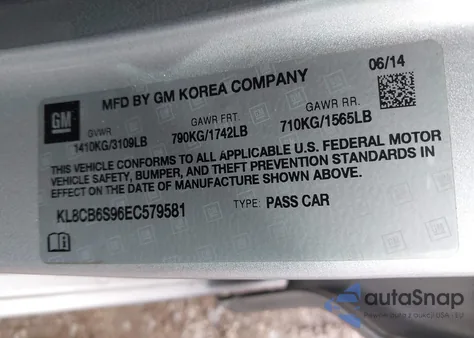 MFD BY GM KOREA COMPANY
06/14
GM
GVWR
GAWR FRT.
GAWR RR.
1410KG/3109LB
790KG/1742LB
710KG/1565LB
THIS VEHICLE CONFORMS TO ALL APPLICABLE U.S. FEDERAL MOTOR
VEHICLE SAFETY, BUMPER, AND THEFT PREVENTION STANDARDS IN
EFFECT ON THE DATE OF MANUFACTURE SHOWN ABOVE.
KL8CB6S96EC579581
TYPE: PASS CAR
autoSnap